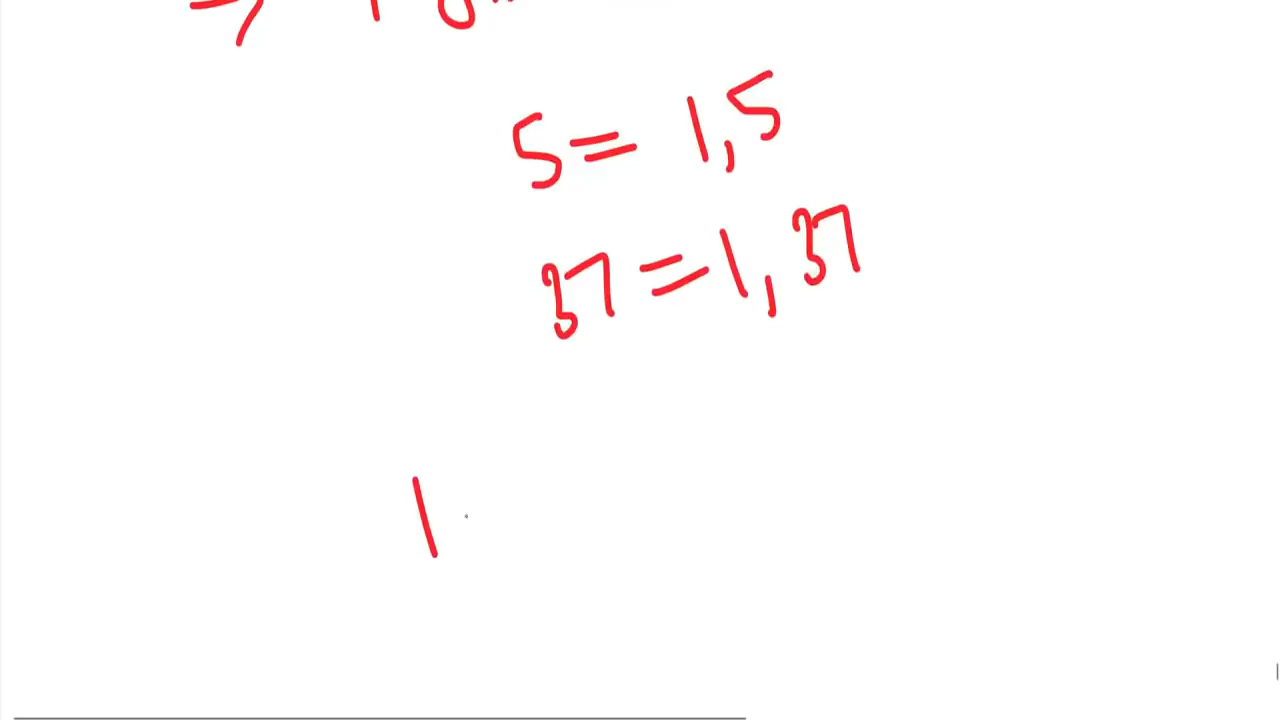 5 = 1,5
37 = 1,37
1